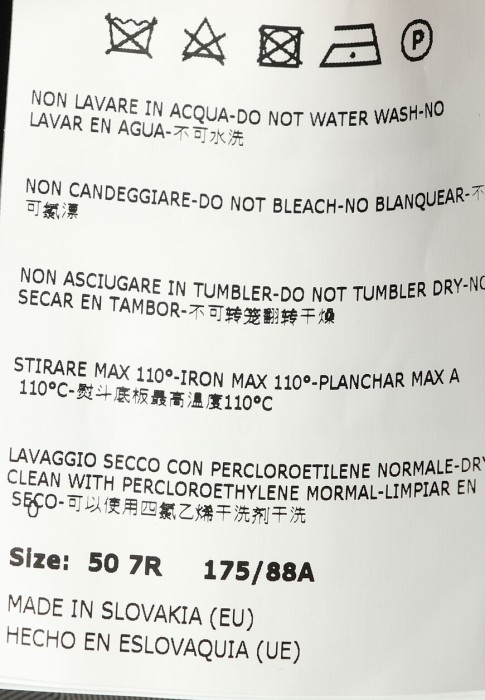 P
NON LAVARE IN ACQUA-DO NOT WATER WASH-NO
LAVAR EN AGUA-不可水洗
NON CANDEGGIARE-DO NOT BLEACH-NO BLANQUEAR-不
可氯漂
NON ASCIUGARE IN TUMBLER-DO NOT TUMBLER DRY-NO
SECAR EN TAMBOR-不可转笼翻转干燥
STIRARE MAX 110°-IRON MAX 110°-PLANCHAR MAX A
110°C-熨斗底板最高温度110°C
LAVAGGIO SECCO CON PERCLOROETILENE NORMALE-DRY
CLEAN WITH PERCLOROETHYLENE MORMAL-LIMPIAR EN
SECO-可以使用四氯乙烯干洗剂干洗
Size: 50 7R 175/88A
MADE IN SLOVAKIA (EU)
HECHO EN ESLOVAQUIA (UE)